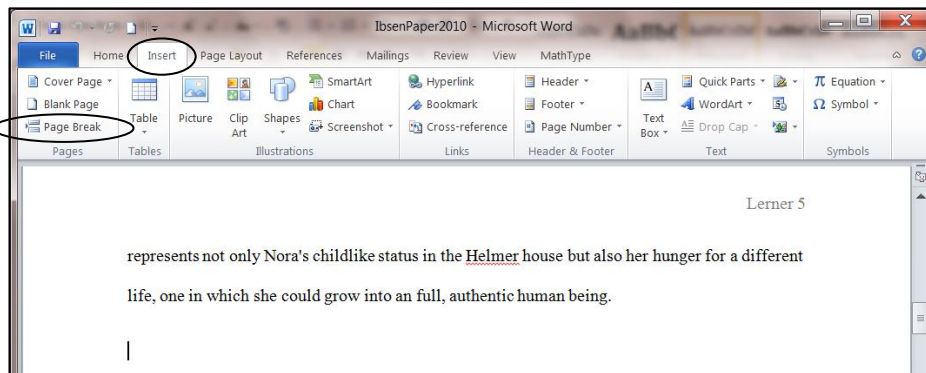 IbsenPaper2010 - Microsoft Word
File Home Insert Page Layout References Mailings Review View MathType
Cover Page
Blank Page
Page Break
Pages
Table
Tables
Picture Clip Art Shapes
SmartArt
Chart
Screenshot
Illustrations
Hyperlink
Bookmark
Cross-reference
Links
Header
Footer
Page Number
Header & Footer
Text Box
Quick Parts
WordArt
Drop Cap
Text
Equation
Symbol
Symbols
Lerner 5
represents not only Nora's childlike status in the Helmer house but also her hunger for a different
life, one in which she could grow into an full, authentic human being.